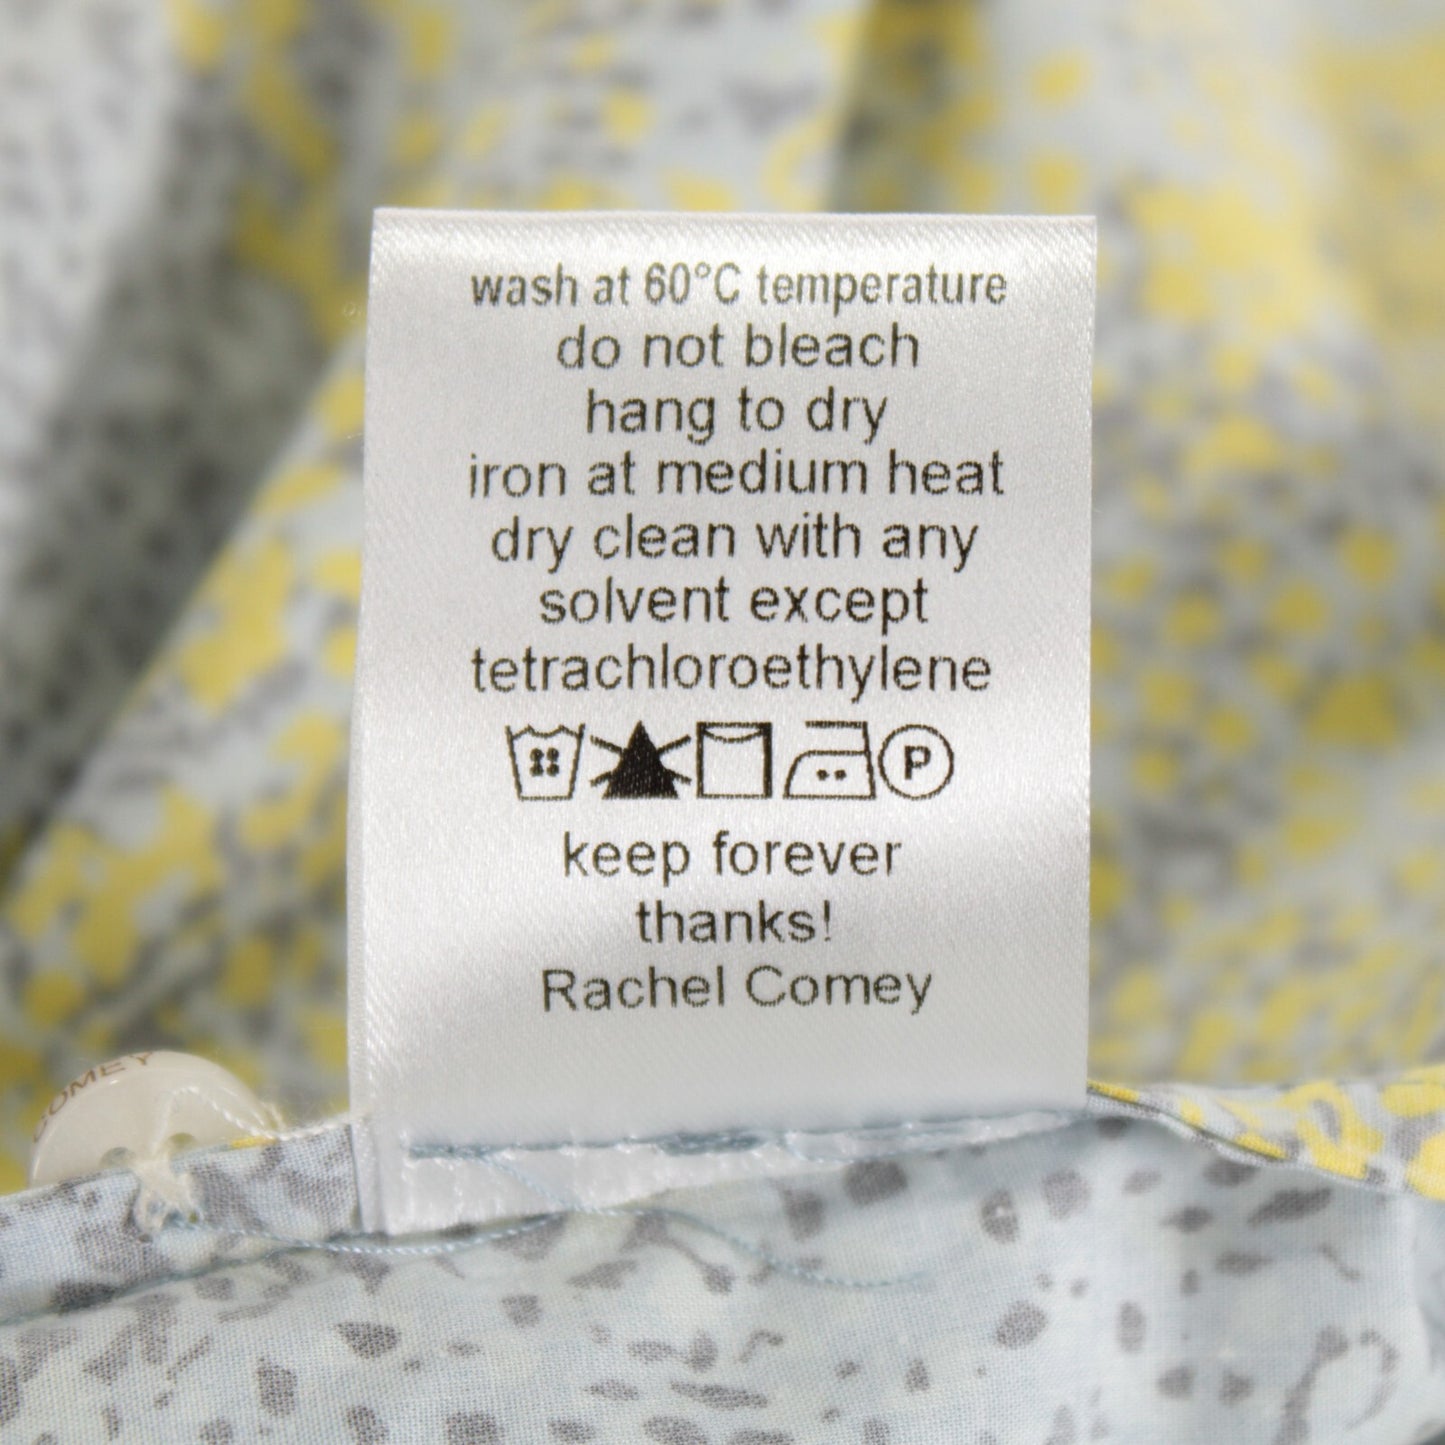 wash at 60°C temperature
do not bleach
hang to dry
iron at medium heat
dry clean with any
solvent except
tetrachloroethylene
P
keep forever
thanks!
Rachel Comey
COMEY